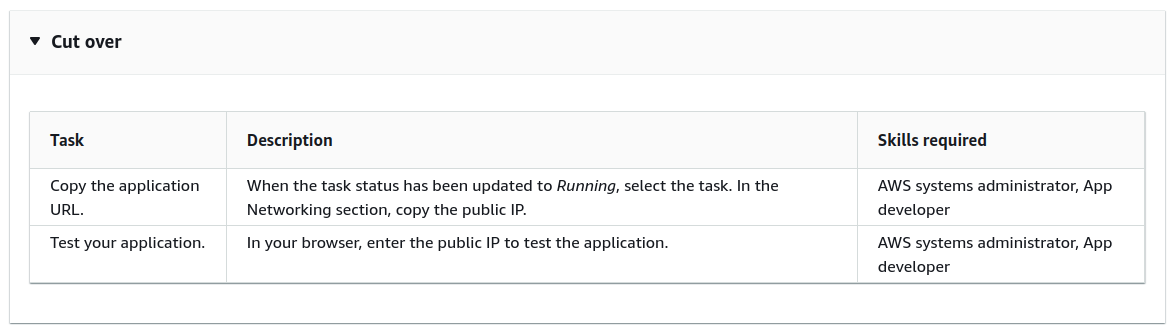 Cut over
Task Description Skills required
Copy the application When the task status has been updated to Running, select the task. In the AWS systems administrator, App
URL. Networking section, copy the public IP. developer
Test your application. In your browser, enter the public IP to test the application. AWS systems administrator, App
developer